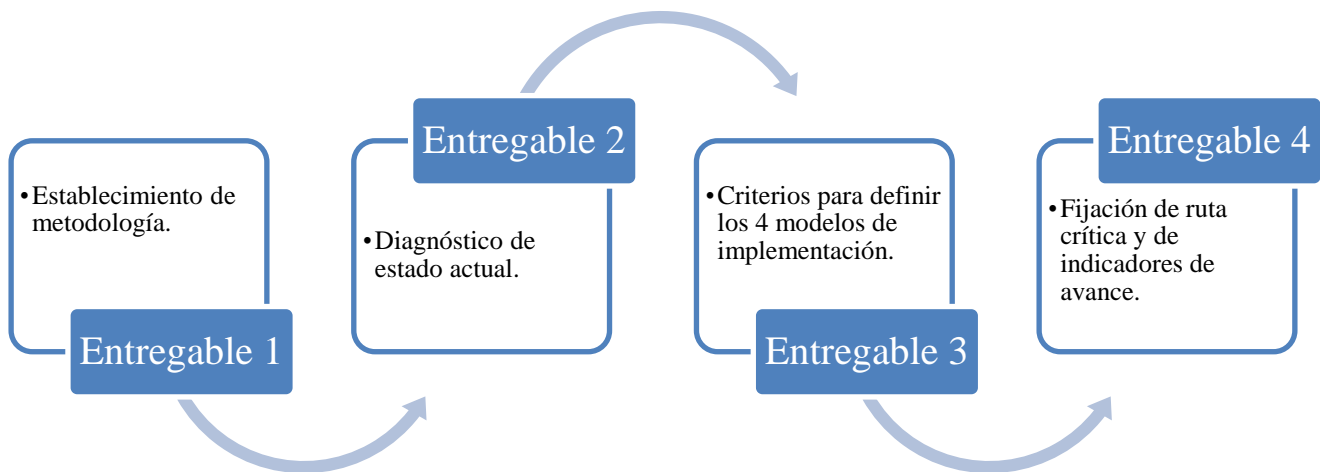 •Establecimiento de
metodología.
Entregable 1
Entregable 2
•Diagnóstico de
estado actual.
•Criterios para definir
los 4 modelos de
implementación.
Entregable 3
Entregable 4
•Fijación de ruta
crítica y de
indicadores de
avance.